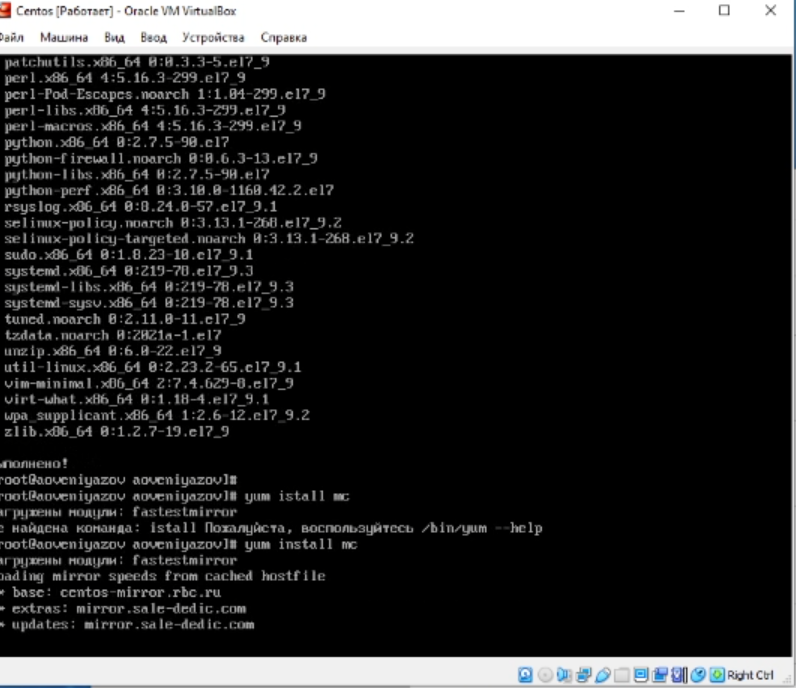 Centos [Работает] - Oracle VM VirtualBox
Файл Машина Вид Ввод Устройства Справка
patchutils.x86_64 0:0.3.3-5.el7_9
perl.x86_64 4:5.16.3-299.el7_9
perl-Pod-Escapes.noarch 1:1.04-299.el7_9
perl-libs.x86_64 4:5.16.3-299.el7_9
perl-macros.x86_64 4:5.16.3-299.el7_9
python.x86_64 0:2.7.5-90.el7
python-firewall.noarch 0:0.6.3-13.el7_9
python-libs.x86_64 0:2.7.5-90.el7
python-perf.x86_64 0:3.10.0-1160.42.2.el7
rsyslog.x86_64 0:8.24.0-57.el7_9.1
selinux-policy.noarch 0:3.13.1-268.el7_9.2
selinux-policy-targeted.noarch 0:3.13.1-268.el7_9.2
sudo.x86_64 0:1.8.23-10.el7_9.1
systemd.x86_64 0:219-78.el7_9.3
systemd-libs.x86_64 0:219-78.el7_9.3
systemd-sysv.x86_64 0:219-78.el7_9.3
tuned.noarch 0:2.11.0-11.el7_9
tzdata.noarch 0:2021a-1.el7
unzip.x86_64 0:6.0-22.el7_9
util-linux.x86_64 0:2.23.2-65.el7_9.1
vim-minimal.x86_64 2:7.4.629-8.el7_9
virt-what.x86_64 0:1.18-4.el7_9.1
wpa_supplicant.x86_64 1:2.6-12.el7_9.2
zlib.x86_64 0:1.2.7-19.el7_9
ыполнено!
root@aoveniyazov aoveniyazov]#
root@aoveniyazov aoveniyazov]# yum istall mc
агружены модули: fastestmirror
е найдена команда: istall Пожалуйста, воспользуйтесь /bin/yum --help
root@aoveniyazov aoveniyazov]# yum install mc
агружены модули: fastestmirror
oading mirror speeds from cached hostfile
* base: centos-mirror.rbc.ru
* extras: mirror.sale-dedic.com
* updates: mirror.sale-dedic.com
Right Ctrl